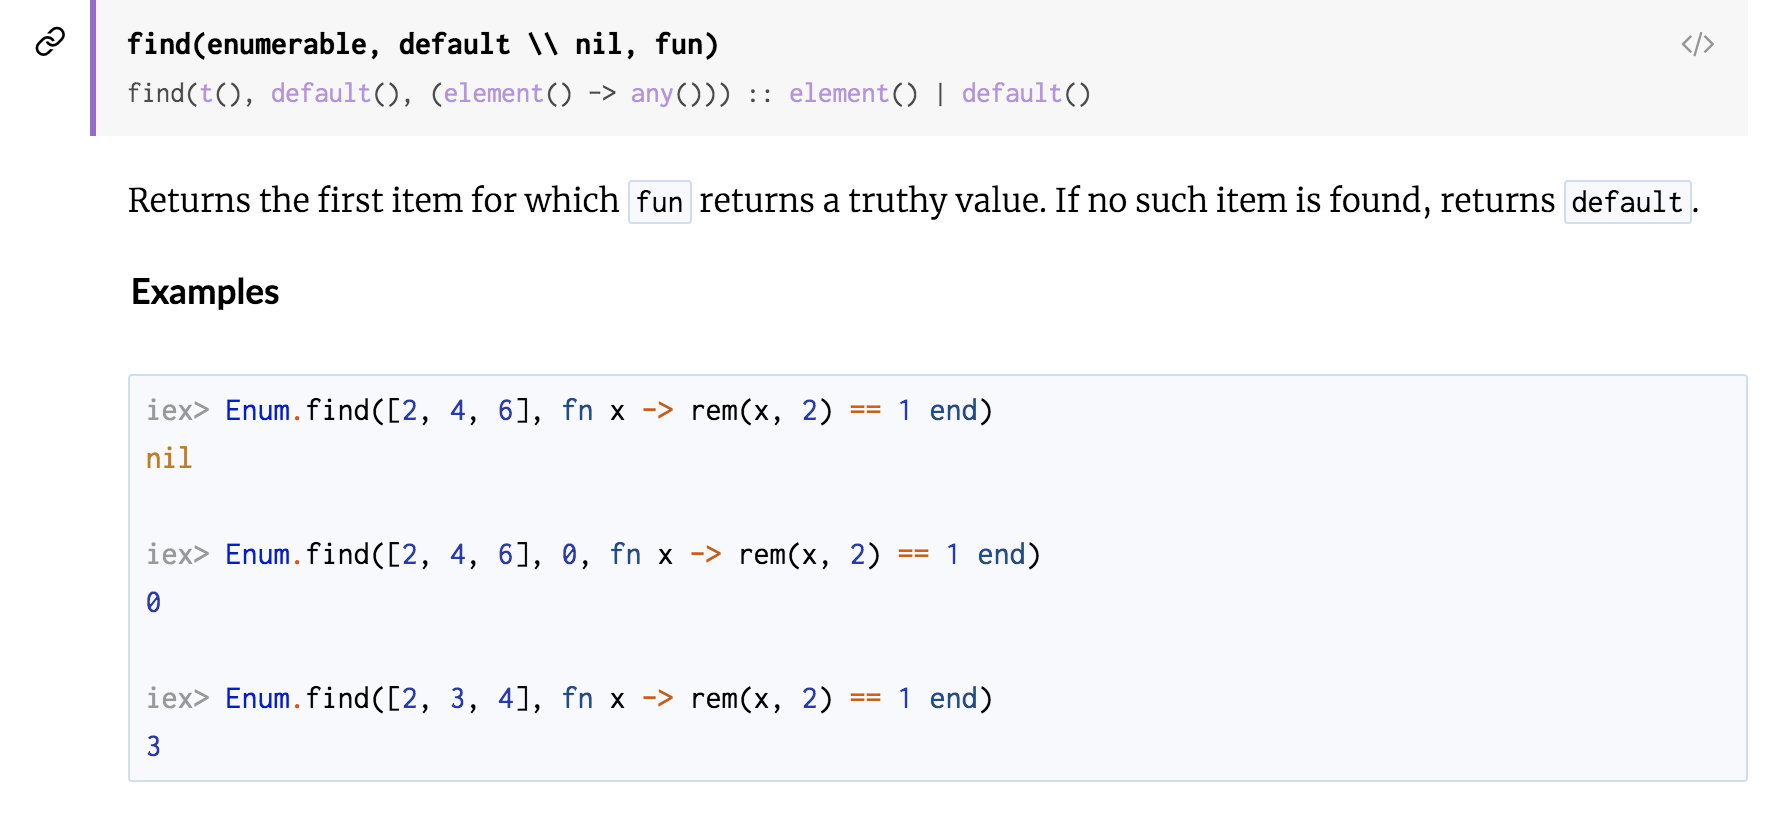 find(enumerable, default \\ nil, fun)
</>
find(t(), default(), (element() -> any())) :: element() | default()
Returns the first item for which fun returns a truthy value. If no such item is found, returns default.
Examples
iex> Enum.find([2, 4, 6], fn x -> rem(x, 2) == 1 end)
nil
iex> Enum.find([2, 4, 6], 0, fn x -> rem(x, 2) == 1 end)
0
iex> Enum.find([2, 3, 4], fn x -> rem(x, 2) == 1 end)
3